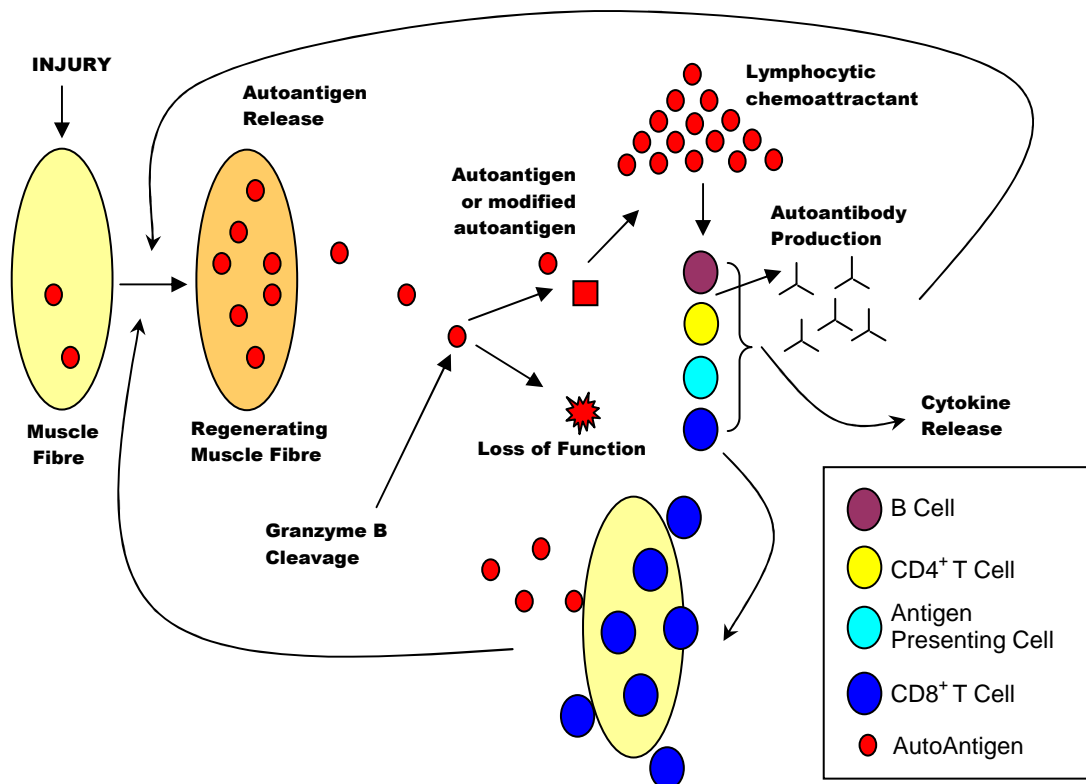 INJURY
Autoantigen
Release
Lymphocytic
chemoattractant
Autoantigen
or modified
autoantigen
Autoantibody
Production
Muscle
Fibre
Regenerating
Muscle Fibre
Loss of Function
Cytokine
Release
Granzyme B
Cleavage
B Cell
CD4⁺ T Cell
Antigen
Presenting Cell
CD8⁺ T Cell
AutoAntigen